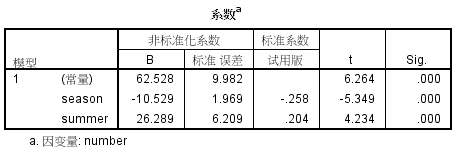 系数a
模型 非标准化系数 标准系数 t Sig.
B 标准 误差 试用版
1 (常量) 62.528 9.982 6.264 .000
season -10.529 1.969 -.258 -5.349 .000
summer 26.289 6.209 .204 4.234 .000
a. 因变量: number